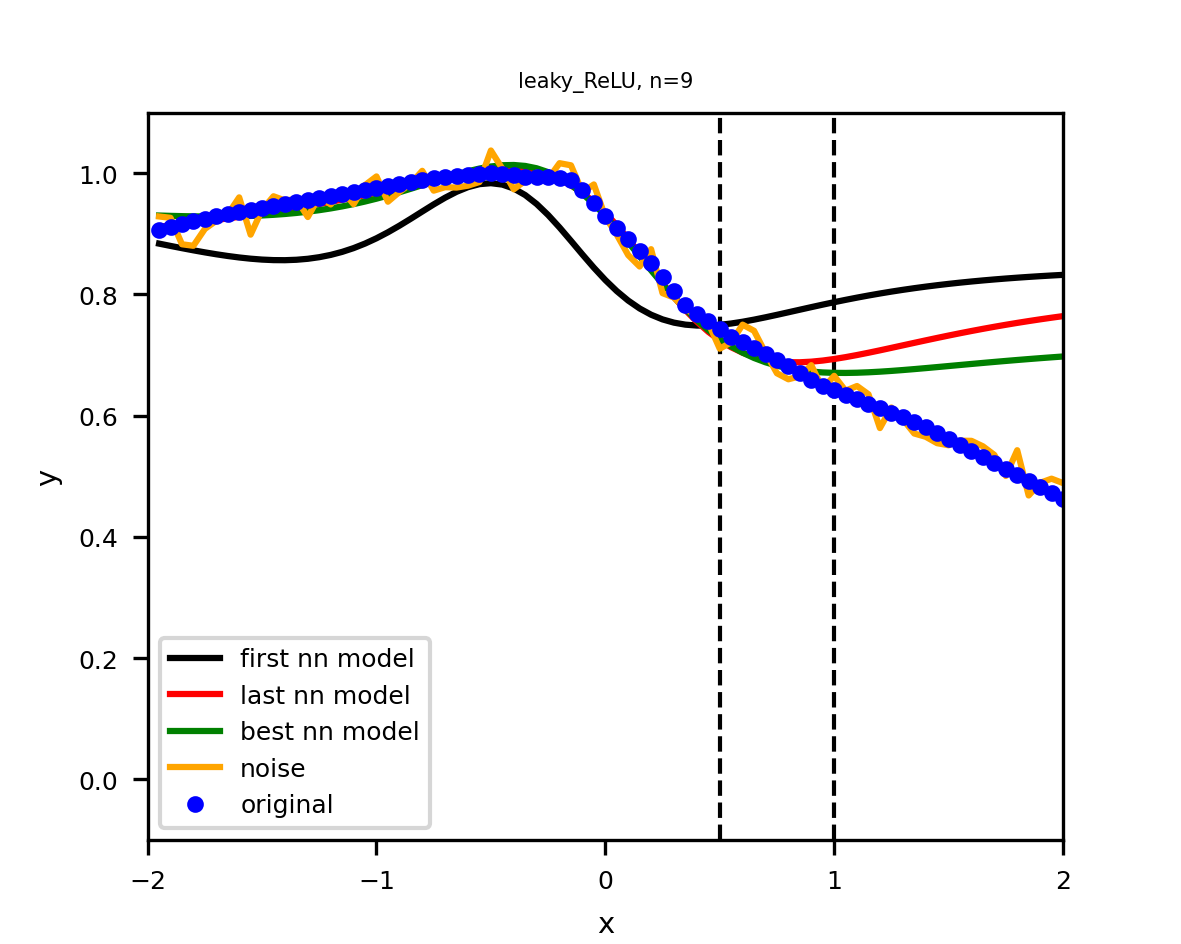 leaky_ReLU, n=9
1.0
0.8
0.6
0.4
0.2
0.0
y
first nn model
last nn model
best nn model
noise
original
−2
−1
0
1
2
x